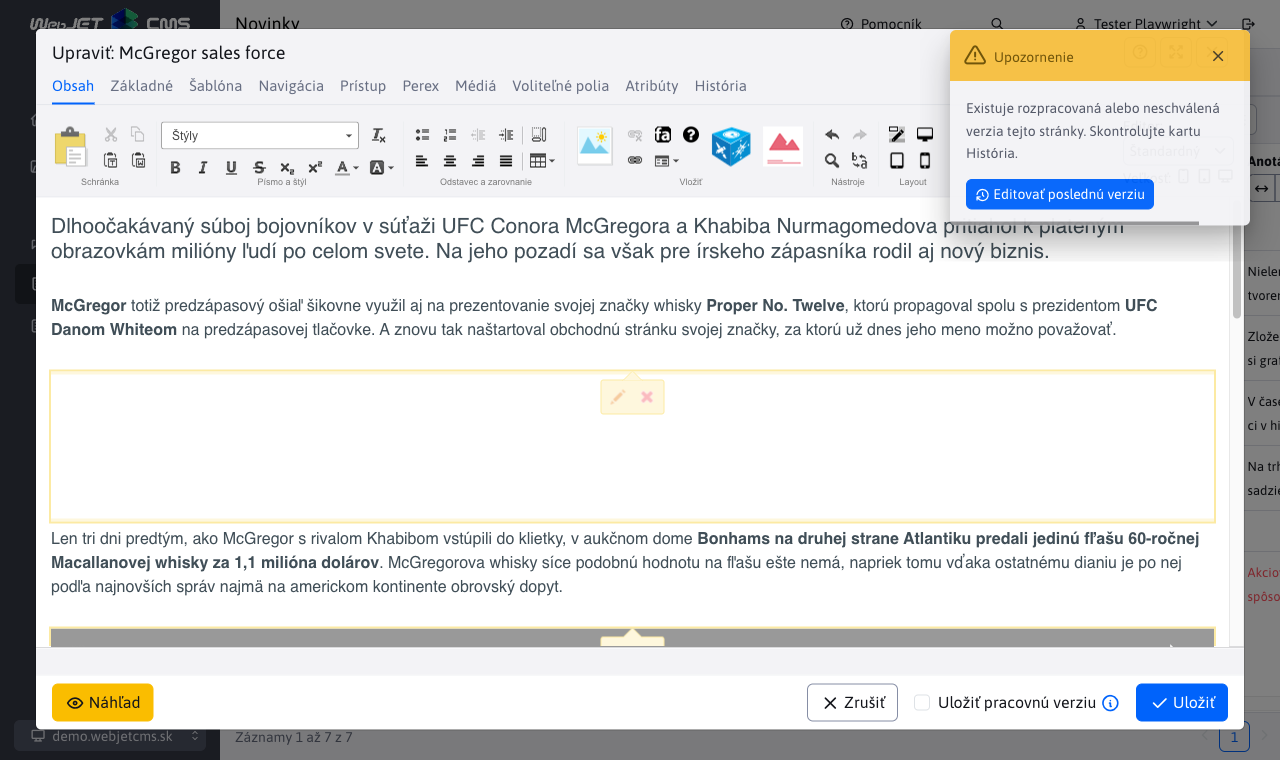 WebJET CMS
Novinky
Pomocník
Tester Playwright
Upraviť: McGregor sales force
Upozornenie
Obsah
Základné
Šablóna
Navigácia
Prístup
Perex
Médiá
Voliteľné polia
Atribúty
História
Existuje rozpracovaná alebo neschválená
verzia tejto stránky. Skontrolujte kartu
História.
Štandardný
Editovať poslednú verziu
Štýly
Schránka
Písmo a štýl
Odstavec a zarovnanie
Vložiť
Nástroje
Layout
Anota
Dlhoočakávaný súboj bojovníkov v súťaži UFC Conora McGregora a Khabiba Nurmagomedova pritiahol k plateným
obrazovkám milióny ľudí po celom svete. Na jeho pozadí sa však pre írskeho zápasníka rodil aj nový biznis.
McGregor totiž predzápasový ošiaľ šikovne využil aj na prezentovanie svojej značky whisky Proper No. Twelve, ktorú propagoval spolu s prezidentom UFC
Danom Whiteom na predzápasovej tlačovke. A znovu tak naštartoval obchodnú stránku svojej značky, za ktorú už dnes jeho meno možno považovať.
Len tri dni predtým, ako McGregor s rivalom Khabibom vstúpili do klietky, v aukčnom dome Bonhams na druhej strane Atlantiku predali jedinú fľašu 60-ročnej
Macallanovej whisky za 1,1 milióna dolárov. McGregorova whisky síce podobnú hodnotu na fľašu ešte nemá, napriek tomu vďaka ostatnému dianiu je po nej
podľa najnovších správ najmä na americkom kontinente obrovský dopyt.
Nieler
tvoren
Zlože
si graf
V čase
ci v hi
Na trh
sadzie
Akcio
spôso
Náhľad
Zrušiť
Uložiť pracovnú verziu
Uložiť
demo.webjetcms.sk
Záznamy 1 až 7 z 7
1